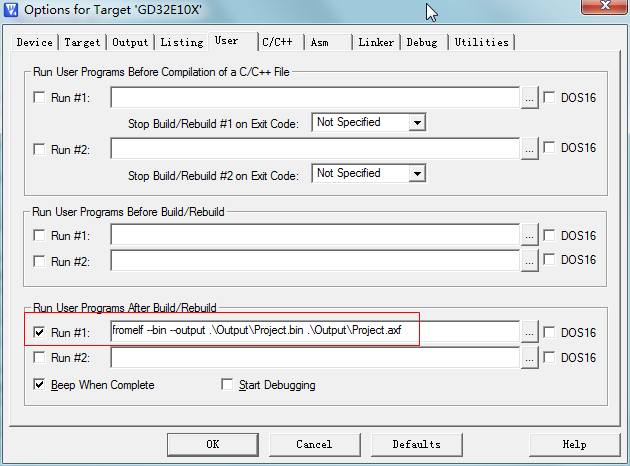 Options for Target 'GD32E10X'
Device Target Output Listing User C/C++ Asm Linker Debug Utilities
Run User Programs Before Compilation of a C/C++ File
Run #1: ... DOS16
Stop Build/Rebuild #1 on Exit Code: Not Specified
Run #2: ... DOS16
Stop Build/Rebuild #2 on Exit Code: Not Specified
Run User Programs Before Build/Rebuild
Run #1: ... DOS16
Run #2: ... DOS16
Run User Programs After Build/Rebuild
Run #1: fromelf --bin --output .\Output\Project.bin .\Output\Project.axf ... DOS16
Run #2: ... DOS16
Beep When Complete Start Debugging
OK Cancel Defaults Help